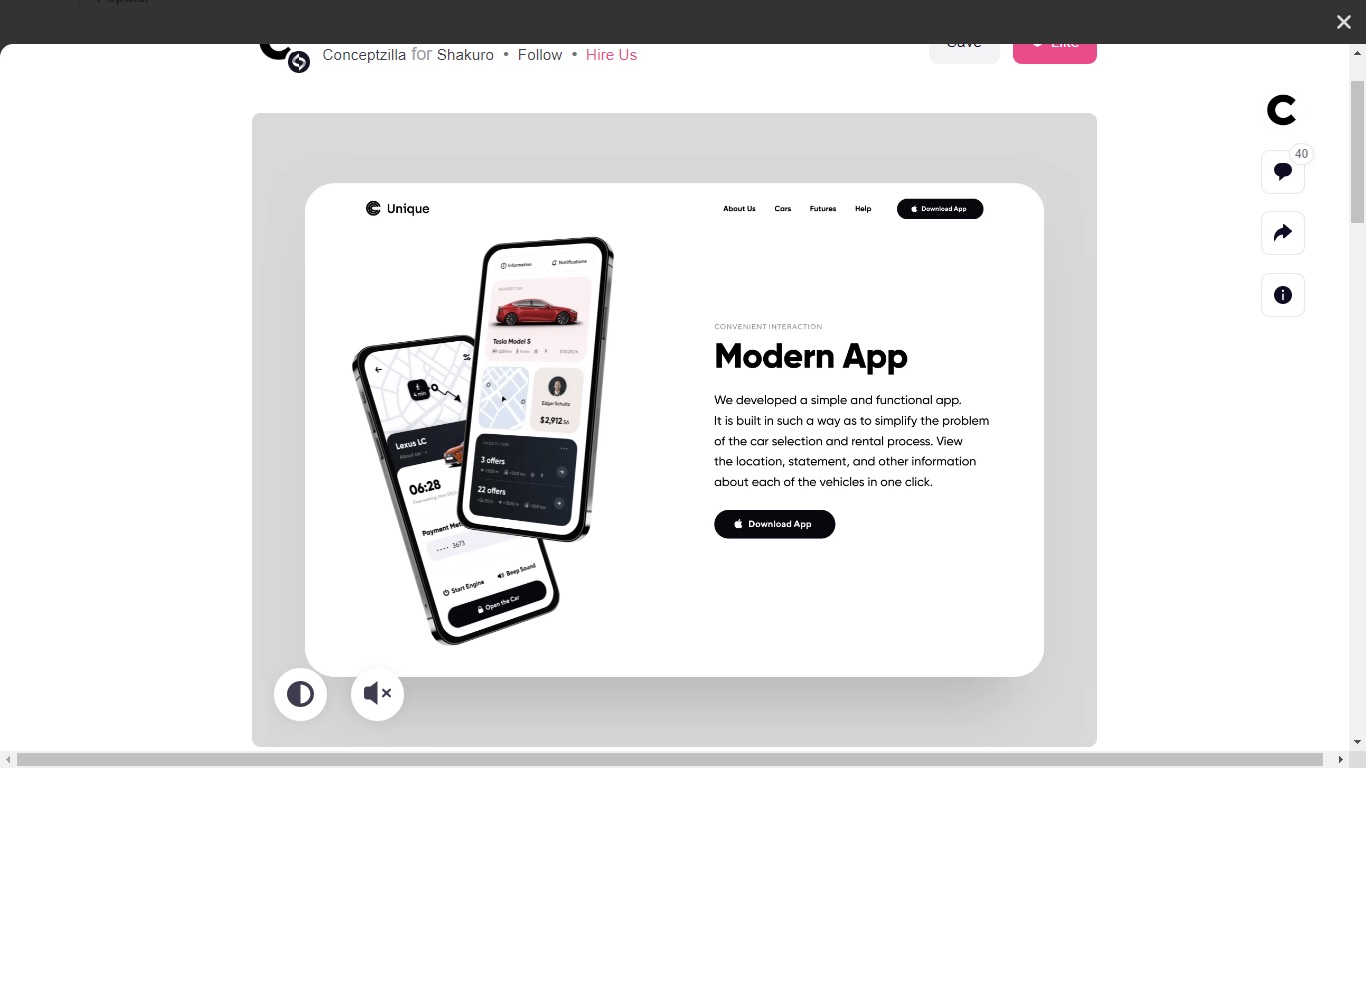 Conceptzilla for Shakuro • Follow • Hire Us
Save
Like
40
Unique
About Us
Cars
Futures
Help
Download App
Information
Notifications
Tesla Model S
Edgar Schultz
$2,912.56
3 offers
22 offers
4 min
Lexus LC
06:28
Payment Met
•••• 3673
Start Engine
Beep Sound
Open the Car
CONVENIENT INTERACTION
Modern App
We developed a simple and functional app.
It is built in such a way as to simplify the problem
of the car selection and rental process. View
the location, statement, and other information
about each of the vehicles in one click.
Download App